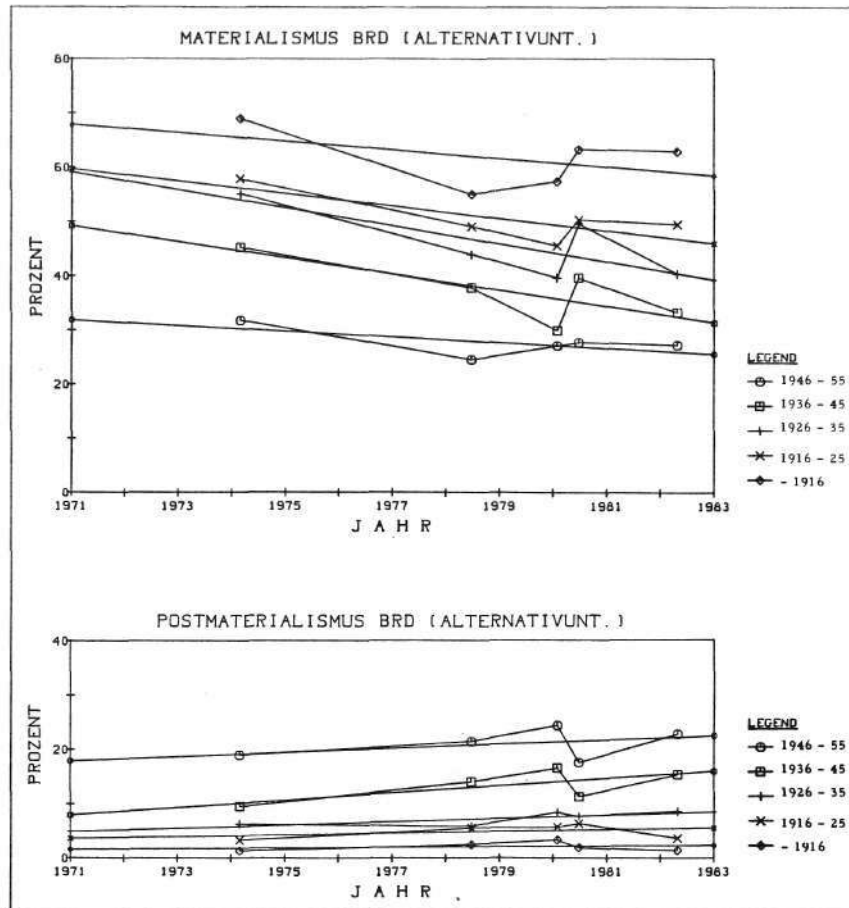 MATERIALISMUS BRD (ALTERNATIVUNT.)
80
60
40
20
0
PROZENT
1971 1973 1975 1977 1979 1981 1983
JAHR
LEGEND
1946 - 55
1936 - 45
1926 - 35
1916 - 25
- 1916
POSTMATERIALISMUS BRD (ALTERNATIVUNT.)
40
20
0
PROZENT
1971 1973 1975 1977 1979 1981 1983
JAHR
LEGEND
1946 - 55
1936 - 45
1926 - 35
1916 - 25
- 1916